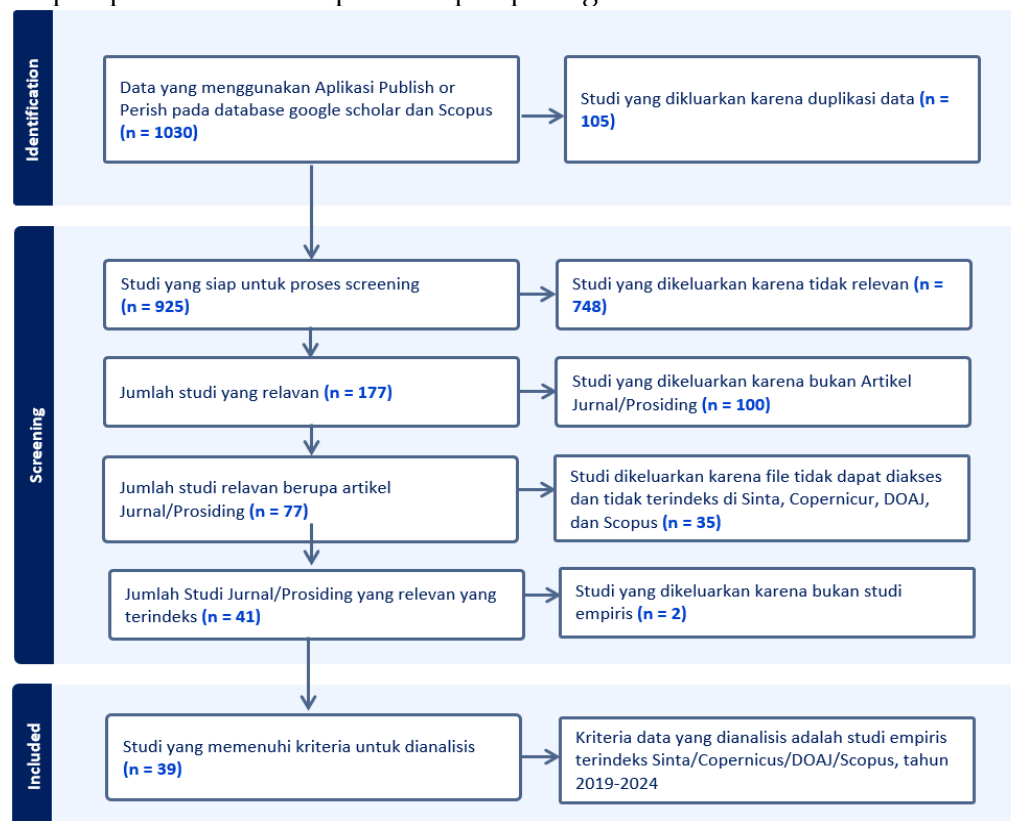 Identification
Data yang menggunakan Aplikasi Publish or
Perish pada database google scholar dan Scopus
(n = 1030)
Studi yang dikluarkan karena duplikasi data (n =
105)
Screening
Studi yang siap untuk proses screening
(n = 925)
Studi yang dikeluarkan karena tidak relevan (n =
748)
Jumlah studi yang relavan (n = 177)
Studi yang dikeluarkan karena bukan Artikel
Jurnal/Prosiding (n = 100)
Jumlah studi relavan berupa artikel
Jurnal/Prosiding (n = 77)
Studi dikeluarkan karena file tidak dapat diakses
dan tidak terindeks di Sinta, Copernicur, DOAJ,
dan Scopus (n = 35)
Jumlah Studi Jurnal/Prosiding yang relevan yang
terindeks (n = 41)
Studi yang dikeluarkan karena bukan studi
empiris (n = 2)
Included
Studi yang memenuhi kriteria untuk dianalisis
(n = 39)
Kriteria data yang dianalisis adalah studi empiris
terindeks Sinta/Copernicus/DOAJ/Scopus, tahun
2019-2024